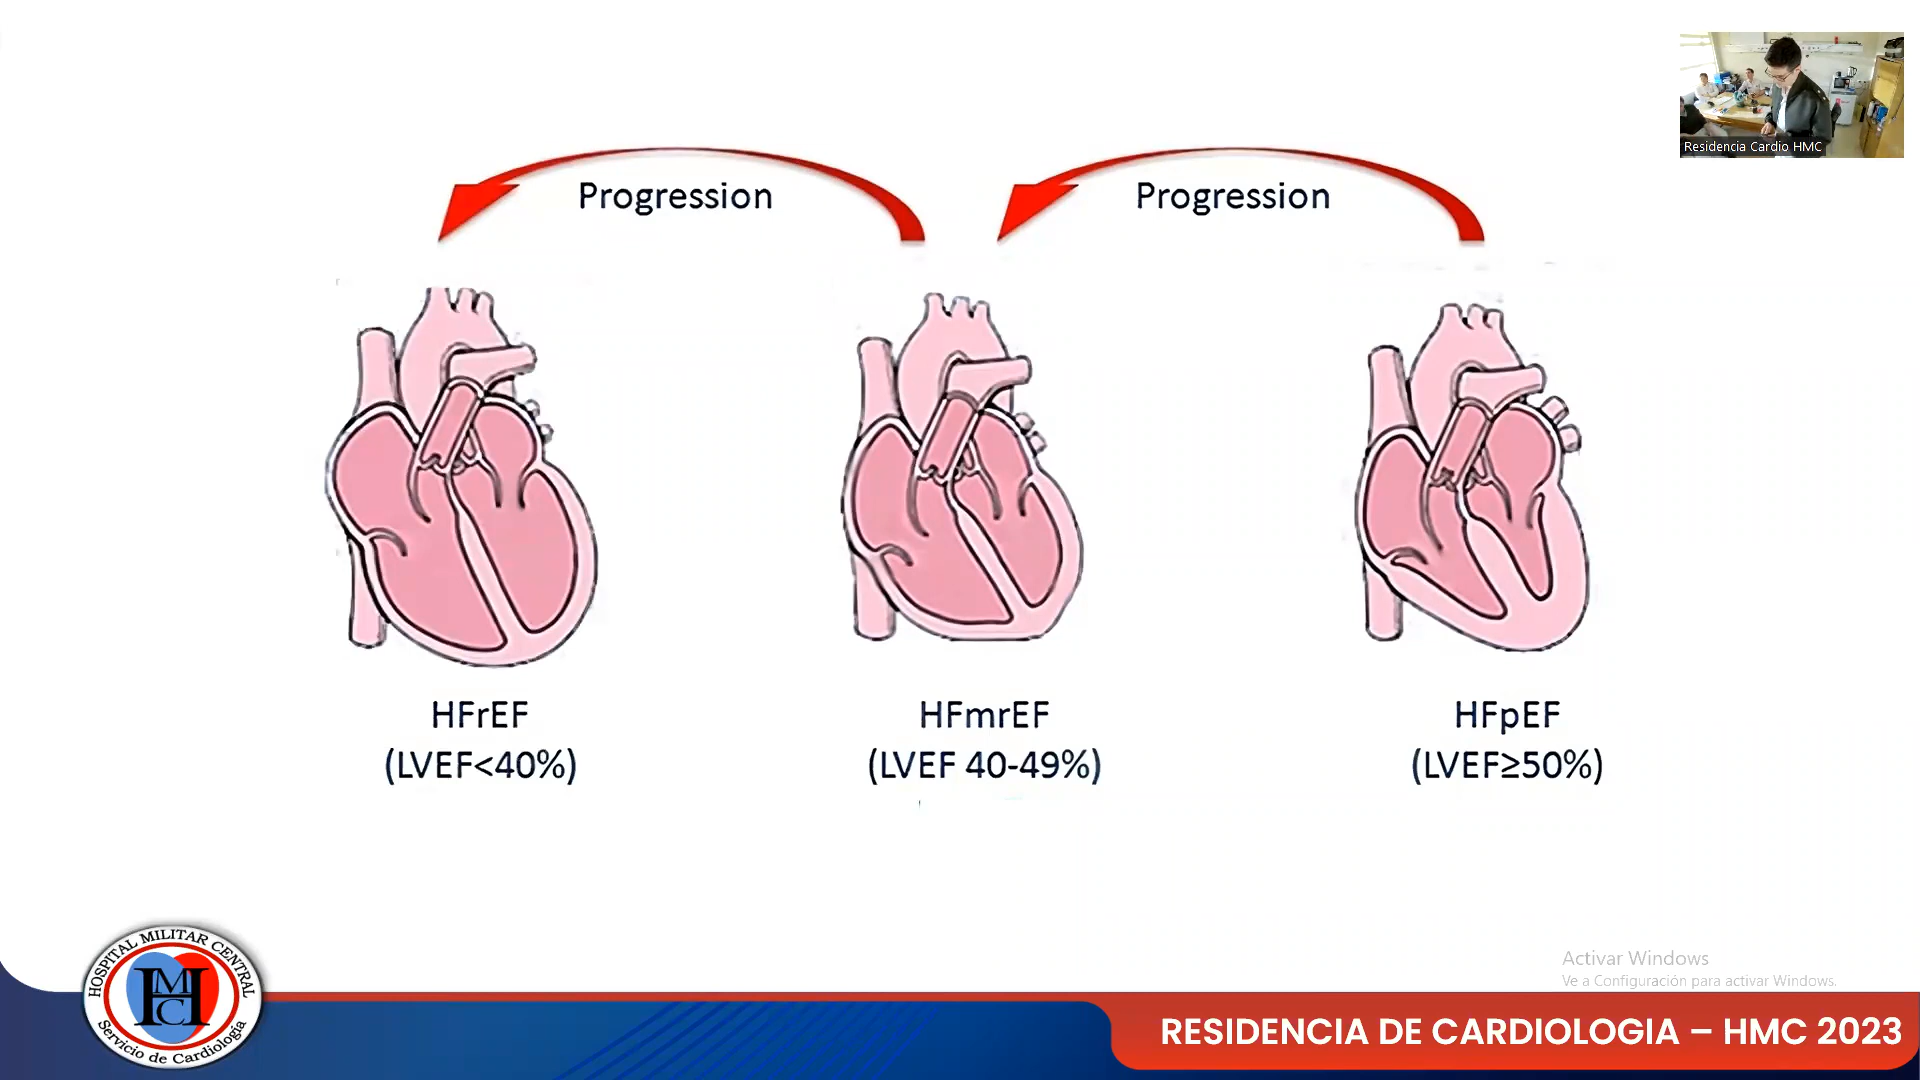 Residencia Cardio HMC
Progression
Progression
HFrEF
(LVEF<40%)
HFmrEF
(LVEF 40-49%)
HFpEF
(LVEF≥50%)
HOSPITAL MILITAR CENTRAL
HMC
Servicio de Cardiología
Activar Windows
Ve a Configuración para activar Windows.
RESIDENCIA DE CARDIOLOGIA – HMC 2023